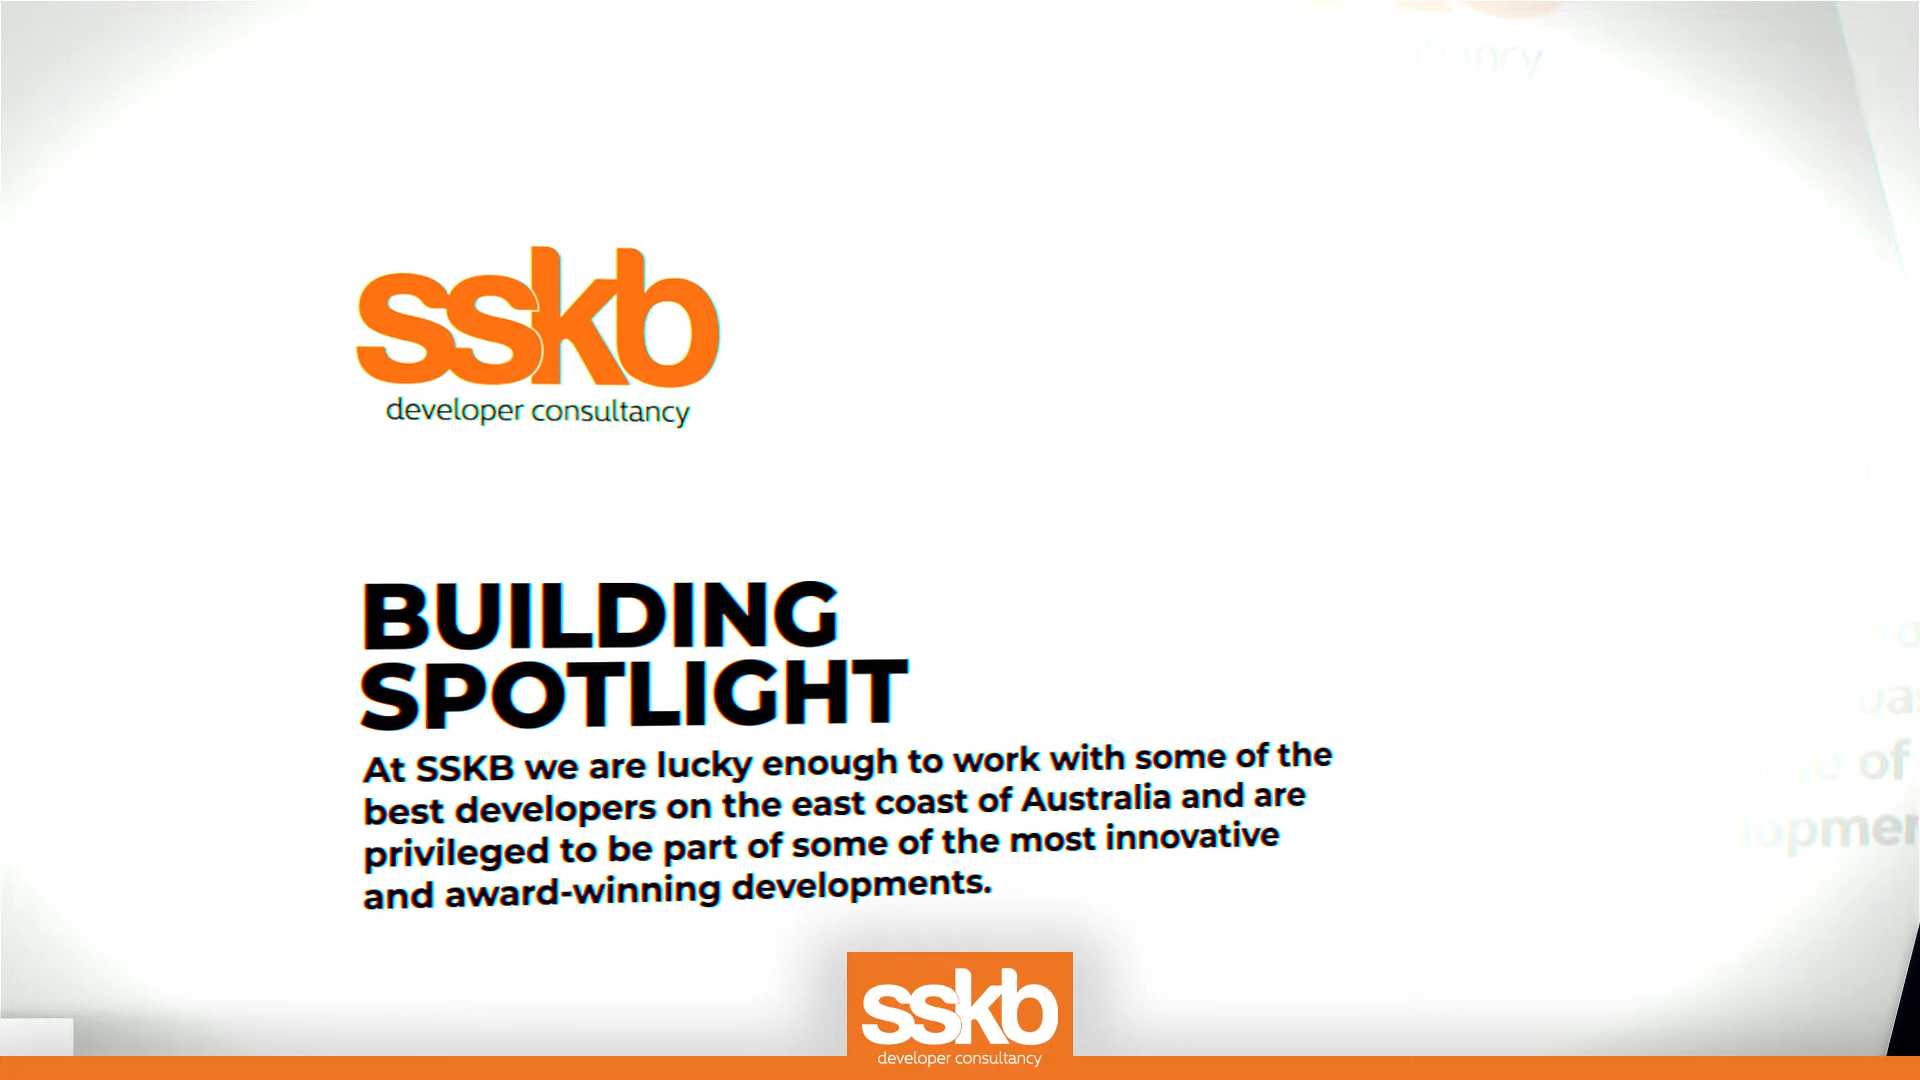 sskb
developer consultancy
BUILDING
SPOTLIGHT
At SSKB we are lucky enough to work with some of the
best developers on the east coast of Australia and are
privileged to be part of some of the most innovative
and award-winning developments.
of
sskb
developer consultancy